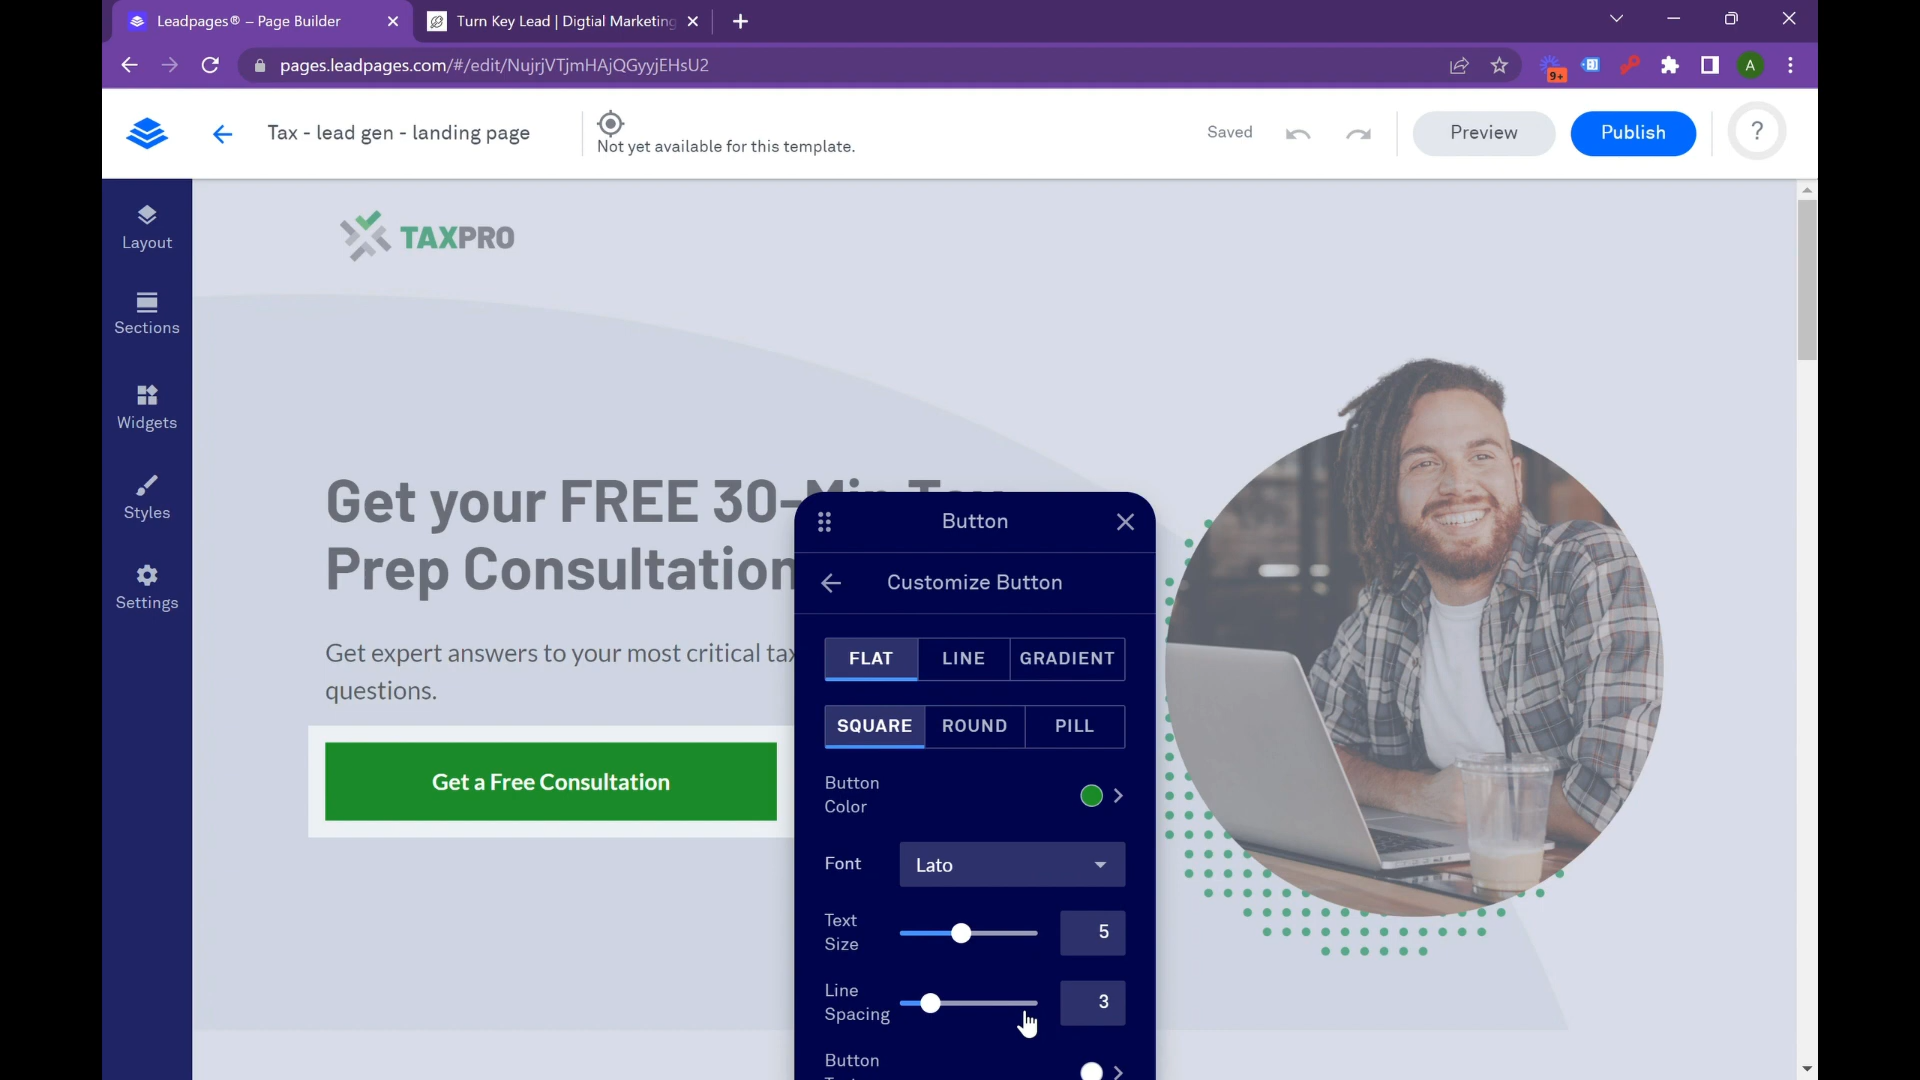 Leadpages® – Page Builder
Turn Key Lead | Digtial Marketing
pages.leadpages.com/#/edit/NujrjVTjmHAjQGyyjEHsU2
9+
A
Tax - lead gen - landing page
Not yet available for this template.
Saved
Preview
Publish
?
Layout
Sections
Widgets
Styles
Settings
TAXPRO
Get your FREE 30-
Prep Consultation
Get expert answers to your most critical tax
questions.
Get a Free Consultation
Button
Customize Button
FLAT
LINE
GRADIENT
SQUARE
ROUND
PILL
Button
Color
Font
Lato
Text
Size
5
Line
Spacing
3
Button